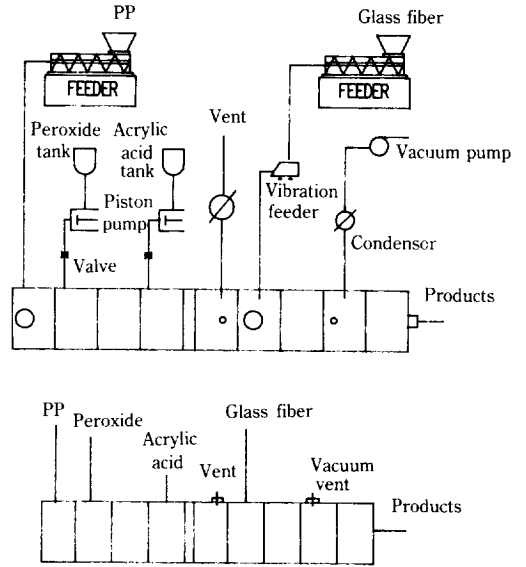 PP
Glass fiber
FEEDER
FEEDER
Vent
Peroxide
tank
Acrylic
acid
tank
Vacuum pump
Piston
pump
Vibration
feeder
Condensor
Valve
Products
PP
Peroxide
Glass fiber
Acrylic
acid
Vent
Vacuum
vent
Products